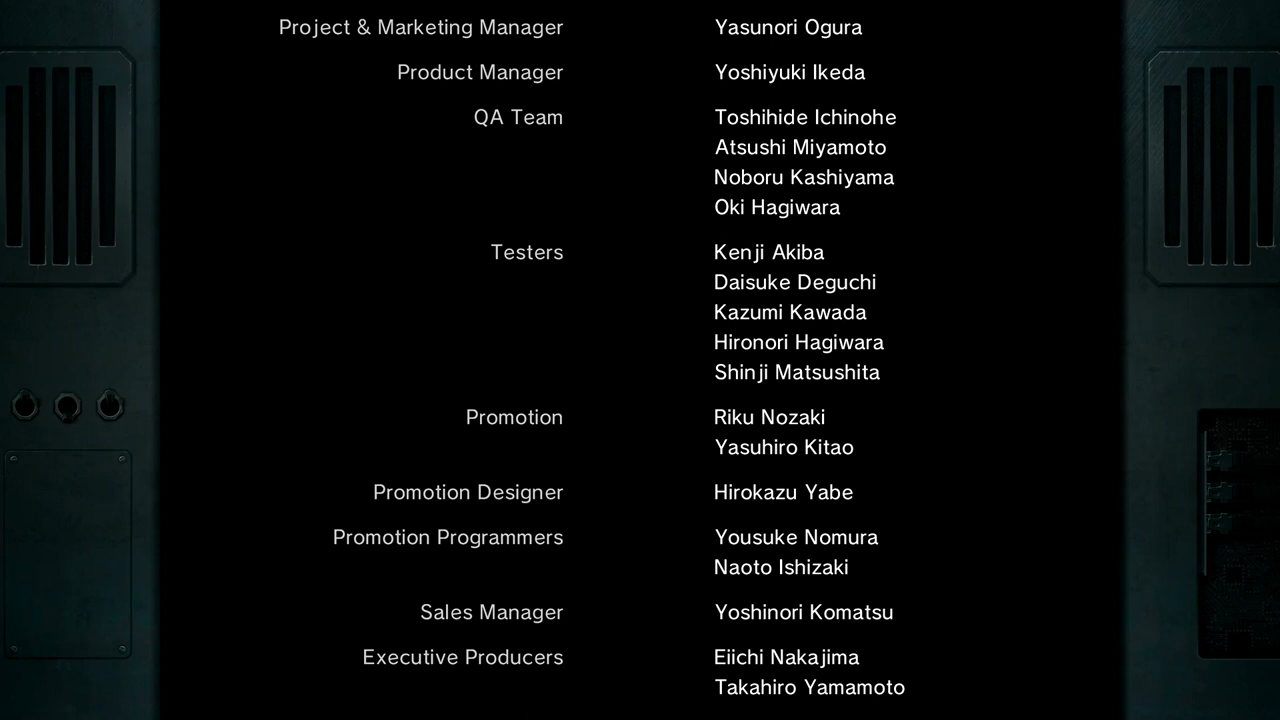 Project & Marketing Manager Yasunori Ogura
Product Manager Yoshiyuki Ikeda
QA Team Toshihide Ichinohe
Atsushi Miyamoto
Noboru Kashiyama
Oki Hagiwara
Testers Kenji Akiba
Daisuke Deguchi
Kazumi Kawada
Hironori Hagiwara
Shinji Matsushita
Promotion Riku Nozaki
Yasuhiro Kitao
Promotion Designer Hirokazu Yabe
Promotion Programmers Yousuke Nomura
Naoto Ishizaki
Sales Manager Yoshinori Komatsu
Executive Producers Eiichi Nakajima
Takahiro Yamamoto